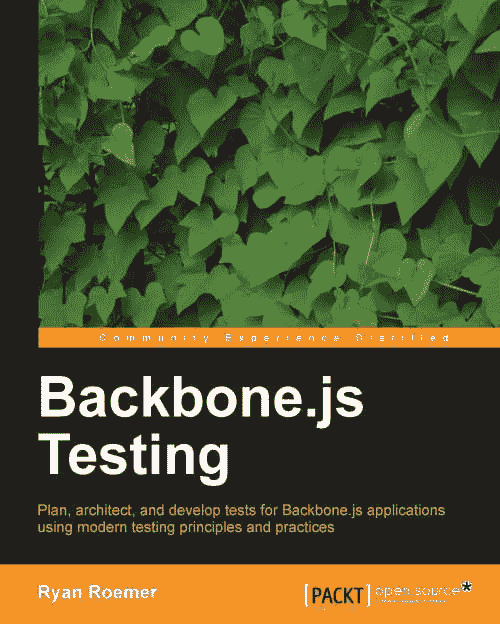 Community Experience Distilled
Backbone.js
Testing
Plan, architect, and develop tests for Backbone.js applications
using modern testing principles and practices
Ryan Roemer
[PACKT] open source*